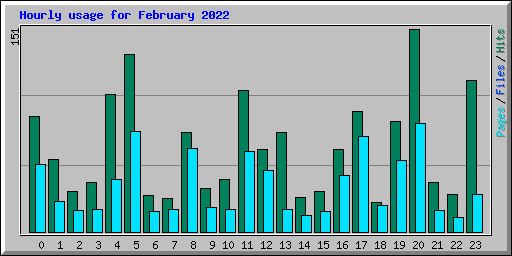 Hourly usage for February 2022
151
Pages/Files/Hits
0 1 2 3 4 5 6 7 8 9 10 11 12 13 14 15 16 17 18 19 20 21 22 23